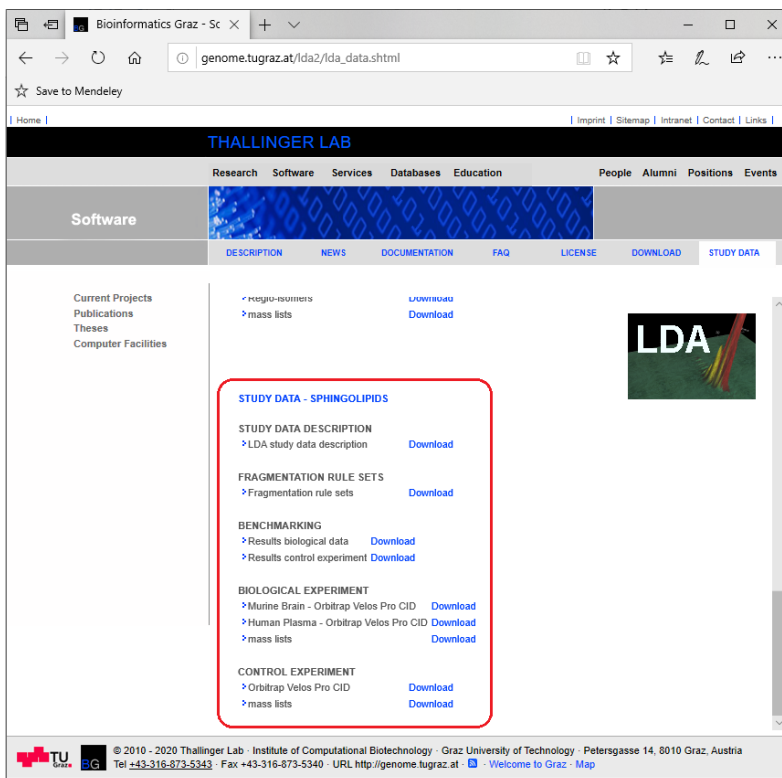 Bioinformatics Graz - Sc
genome.tugraz.at/lda2/lda_data.shtml
Save to Mendeley
| Home |
| Imprint | Sitemap | Intranet | Contact | Links |
THALLINGER LAB
Research Software Services Databases Education People Alumni Positions Events
Software
DESCRIPTION NEWS DOCUMENTATION FAQ LICENSE DOWNLOAD STUDY DATA
Current Projects
Publications
Theses
Computer Facilities
Regio-isomers Download
mass lists Download
LDA
STUDY DATA - SPHINGOLIPIDS
STUDY DATA DESCRIPTION
LDA study data description Download
FRAGMENTATION RULE SETS
Fragmentation rule sets Download
BENCHMARKING
Results biological data Download
Results control experiment Download
BIOLOGICAL EXPERIMENT
Murine Brain - Orbitrap Velos Pro CID Download
Human Plasma - Orbitrap Velos Pro CID Download
mass lists Download
CONTROL EXPERIMENT
Orbitrap Velos Pro CID Download
mass lists Download
TU Graz BG
© 2010 - 2020 Thallinger Lab · Institute of Computational Biotechnology · Graz University of Technology · Petersgasse 14, 8010 Graz, Austria
Tel +43-316-873-5343 · Fax +43-316-873-5340 · URL http://genome.tugraz.at · Welcome to Graz · Map